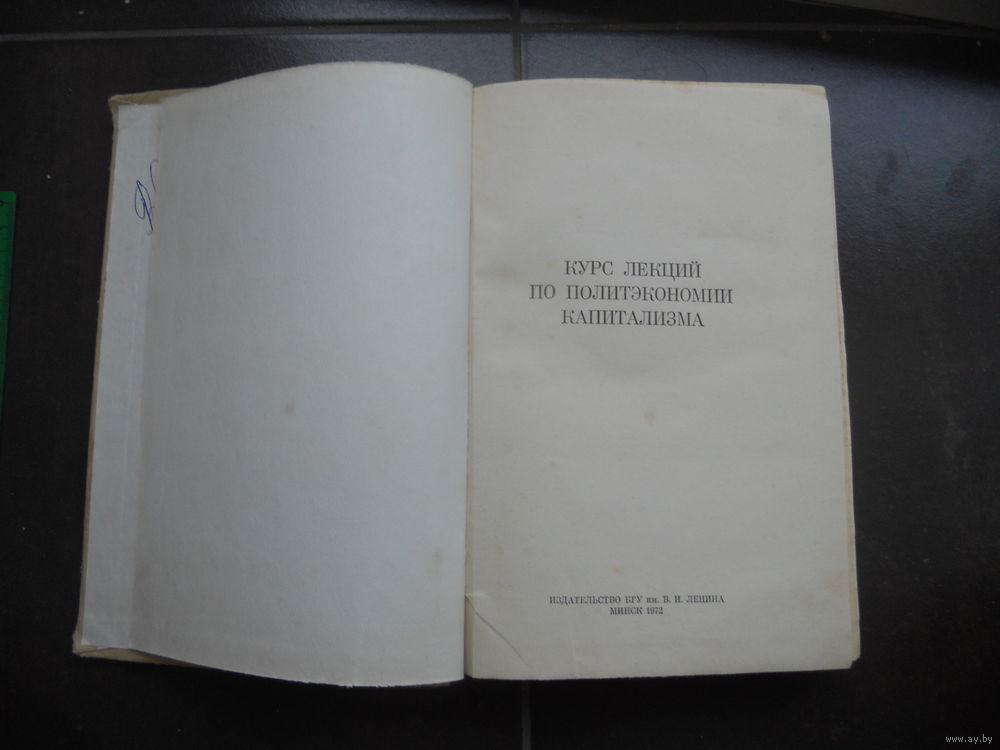 КУРС ЛЕКЦИЙ
ПО ПОЛИТЭКОНОМИИ
КАПИТАЛИЗМА
ИЗДАТЕЛЬСТВО БГУ им. В. И. ЛЕНИНА
МИНСК 1972
www.ay.by